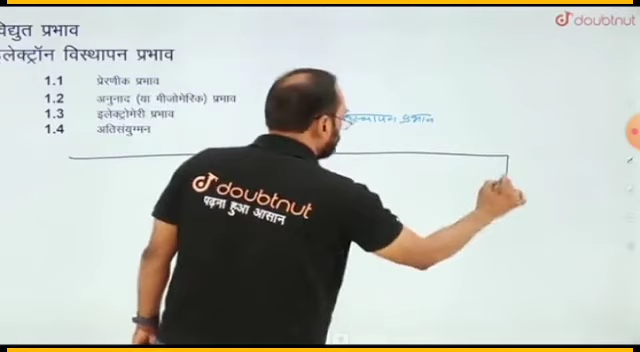 विद्युत प्रभाव
इलेक्ट्रॉन विस्थापन प्रभाव
1.1 प्रेरणीक प्रभाव
1.2 अनुनाद (या मीजोमेरिक) प्रभाव
1.3 इलेक्ट्रोमेरी प्रभाव
1.4 अतिसंयुग्मन
प्रभाव
doubtnut
doubtnut
पढ़ना हुआ आसान